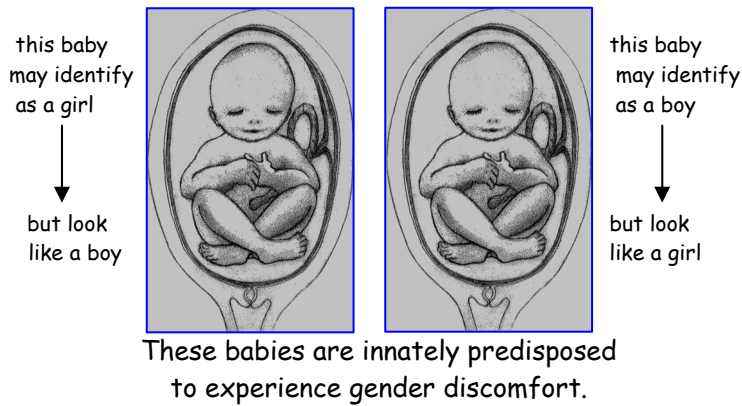 this baby
may identify
as a girl
but look
like a boy
this baby
may identify
as a boy
but look
like a girl
These babies are innately predisposed
to experience gender discomfort.